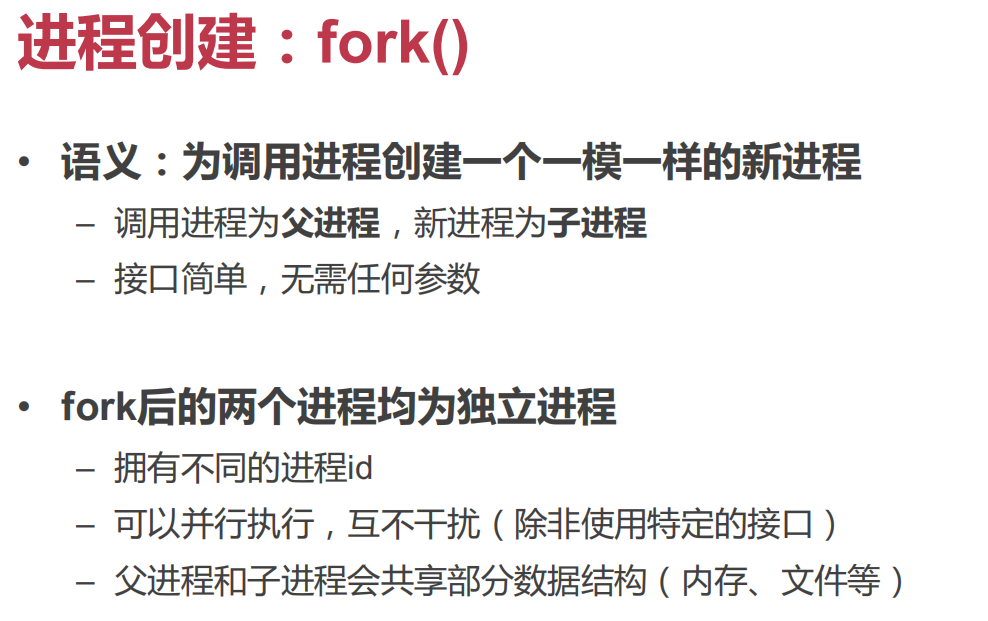 进程创建：fork()
• 语义：为调用进程创建一个一模一样的新进程
– 调用进程为父进程，新进程为子进程
– 接口简单，无需任何参数
• fork后的两个进程均为独立进程
– 拥有不同的进程id
– 可以并行执行，互不干扰（除非使用特定的接口）
– 父进程和子进程会共享部分数据结构（内存、文件等）